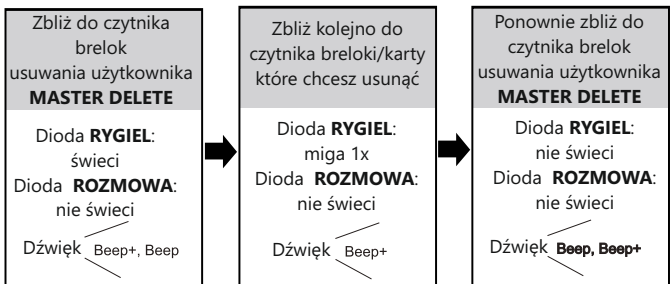 Zbliż do czytnika
brelok
usuwania użytkownika
MASTER DELETE
Dioda RYGIEL:
świeci
Dioda ROZMOWA:
nie świeci
Dźwięk Beep+, Beep
Zbliż kolejno do
czytnika breloki/karty
które chcesz usunąć
Dioda RYGIEL:
miga 1x
Dioda ROZMOWA:
nie świeci
Dźwięk Beep+
Ponownie zbliż do
czytnika brelok
usuwania użytkownika
MASTER DELETE
Dioda RYGIEL:
nie świeci
Dioda ROZMOWA:
nie świeci
Dźwięk Beep, Beep+